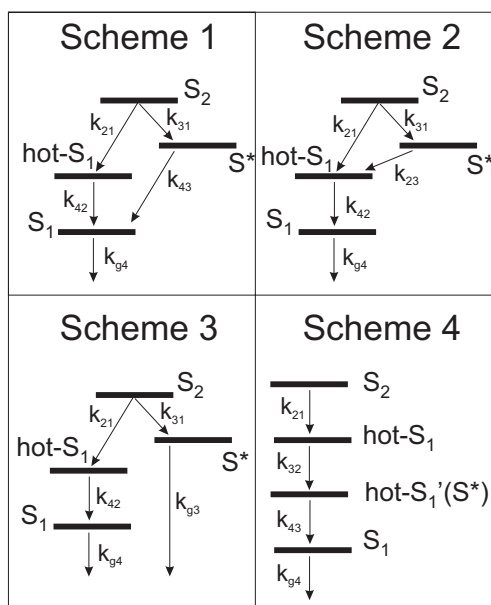 Scheme 1
S2
k21
k31
hot-S1
S*
k42
k43
S1
kg4
Scheme 2
S2
k21
k31
hot-S1
S*
k23
k42
S1
kg4
Scheme 3
S2
k21
k31
hot-S1
S*
k42
S1
kg3
kg4
Scheme 4
S2
k21
hot-S1
k32
hot-S1'(S*)
k43
S1
kg4